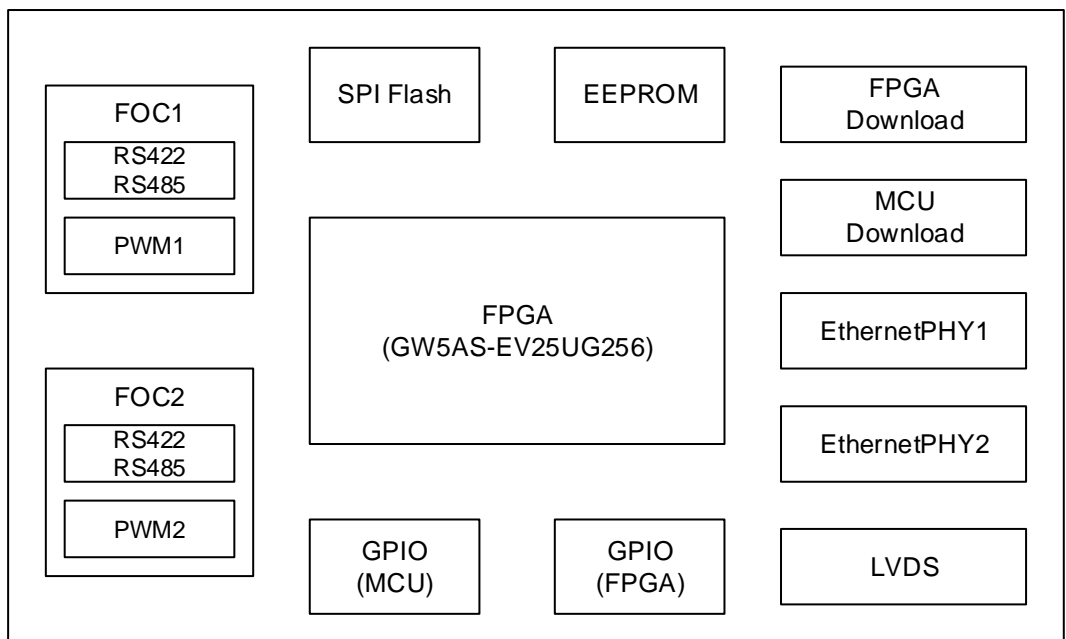 FOC1
RS422
RS485
PWM1
FOC2
RS422
RS485
PWM2
SPI Flash
EEPROM
FPGA
(GW5AS-EV25UG256)
GPIO
(MCU)
GPIO
(FPGA)
FPGA
Download
MCU
Download
EthernetPHY1
EthernetPHY2
LVDS